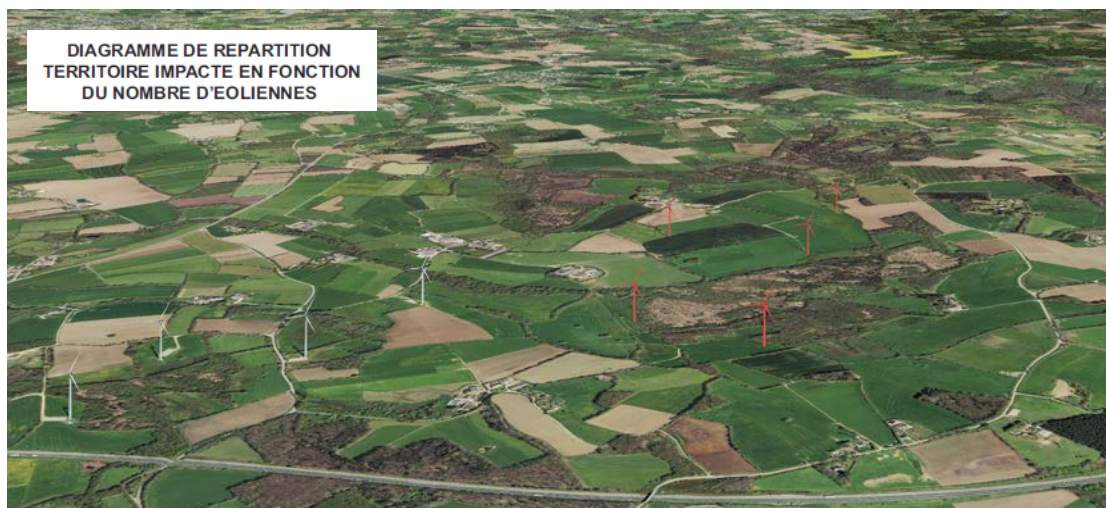 DIAGRAMME DE REPARTITION
TERRITOIRE IMPACTE EN FONCTION
DU NOMBRE D'EOLIENNES